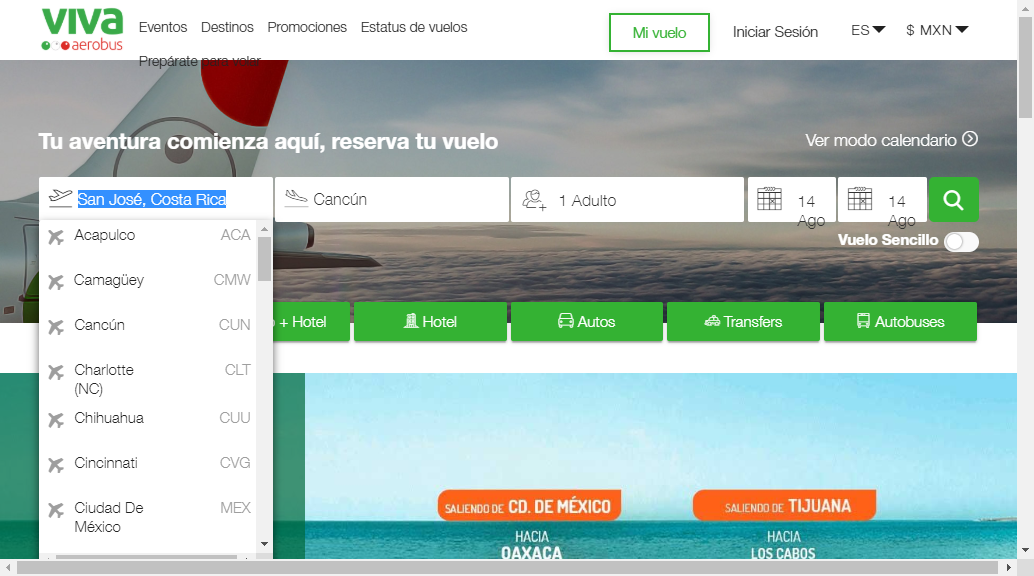 viva
aerobus
Eventos
Destinos
Promociones
Estatus de vuelos
Prepárate para volar
Mi vuelo
Iniciar Sesión
ES
$ MXN
Tu aventura comienza aquí, reserva tu vuelo
Ver modo calendario
San José, Costa Rica
Cancún
1 Adulto
14
Ago
14
Ago
Vuelo Sencillo
Acapulco ACA
Camagüey CMW
Cancún CUN
Charlotte CLT
(NC)
Chihuahua CUU
Cincinnati CVG
Ciudad De MEX
México
+ Hotel
Hotel
Autos
Transfers
Autobuses
SALIENDO DE CD. DE MÉXICO
HACIA
OAXACA
SALIENDO DE TIJUANA
HACIA
LOS CABOS